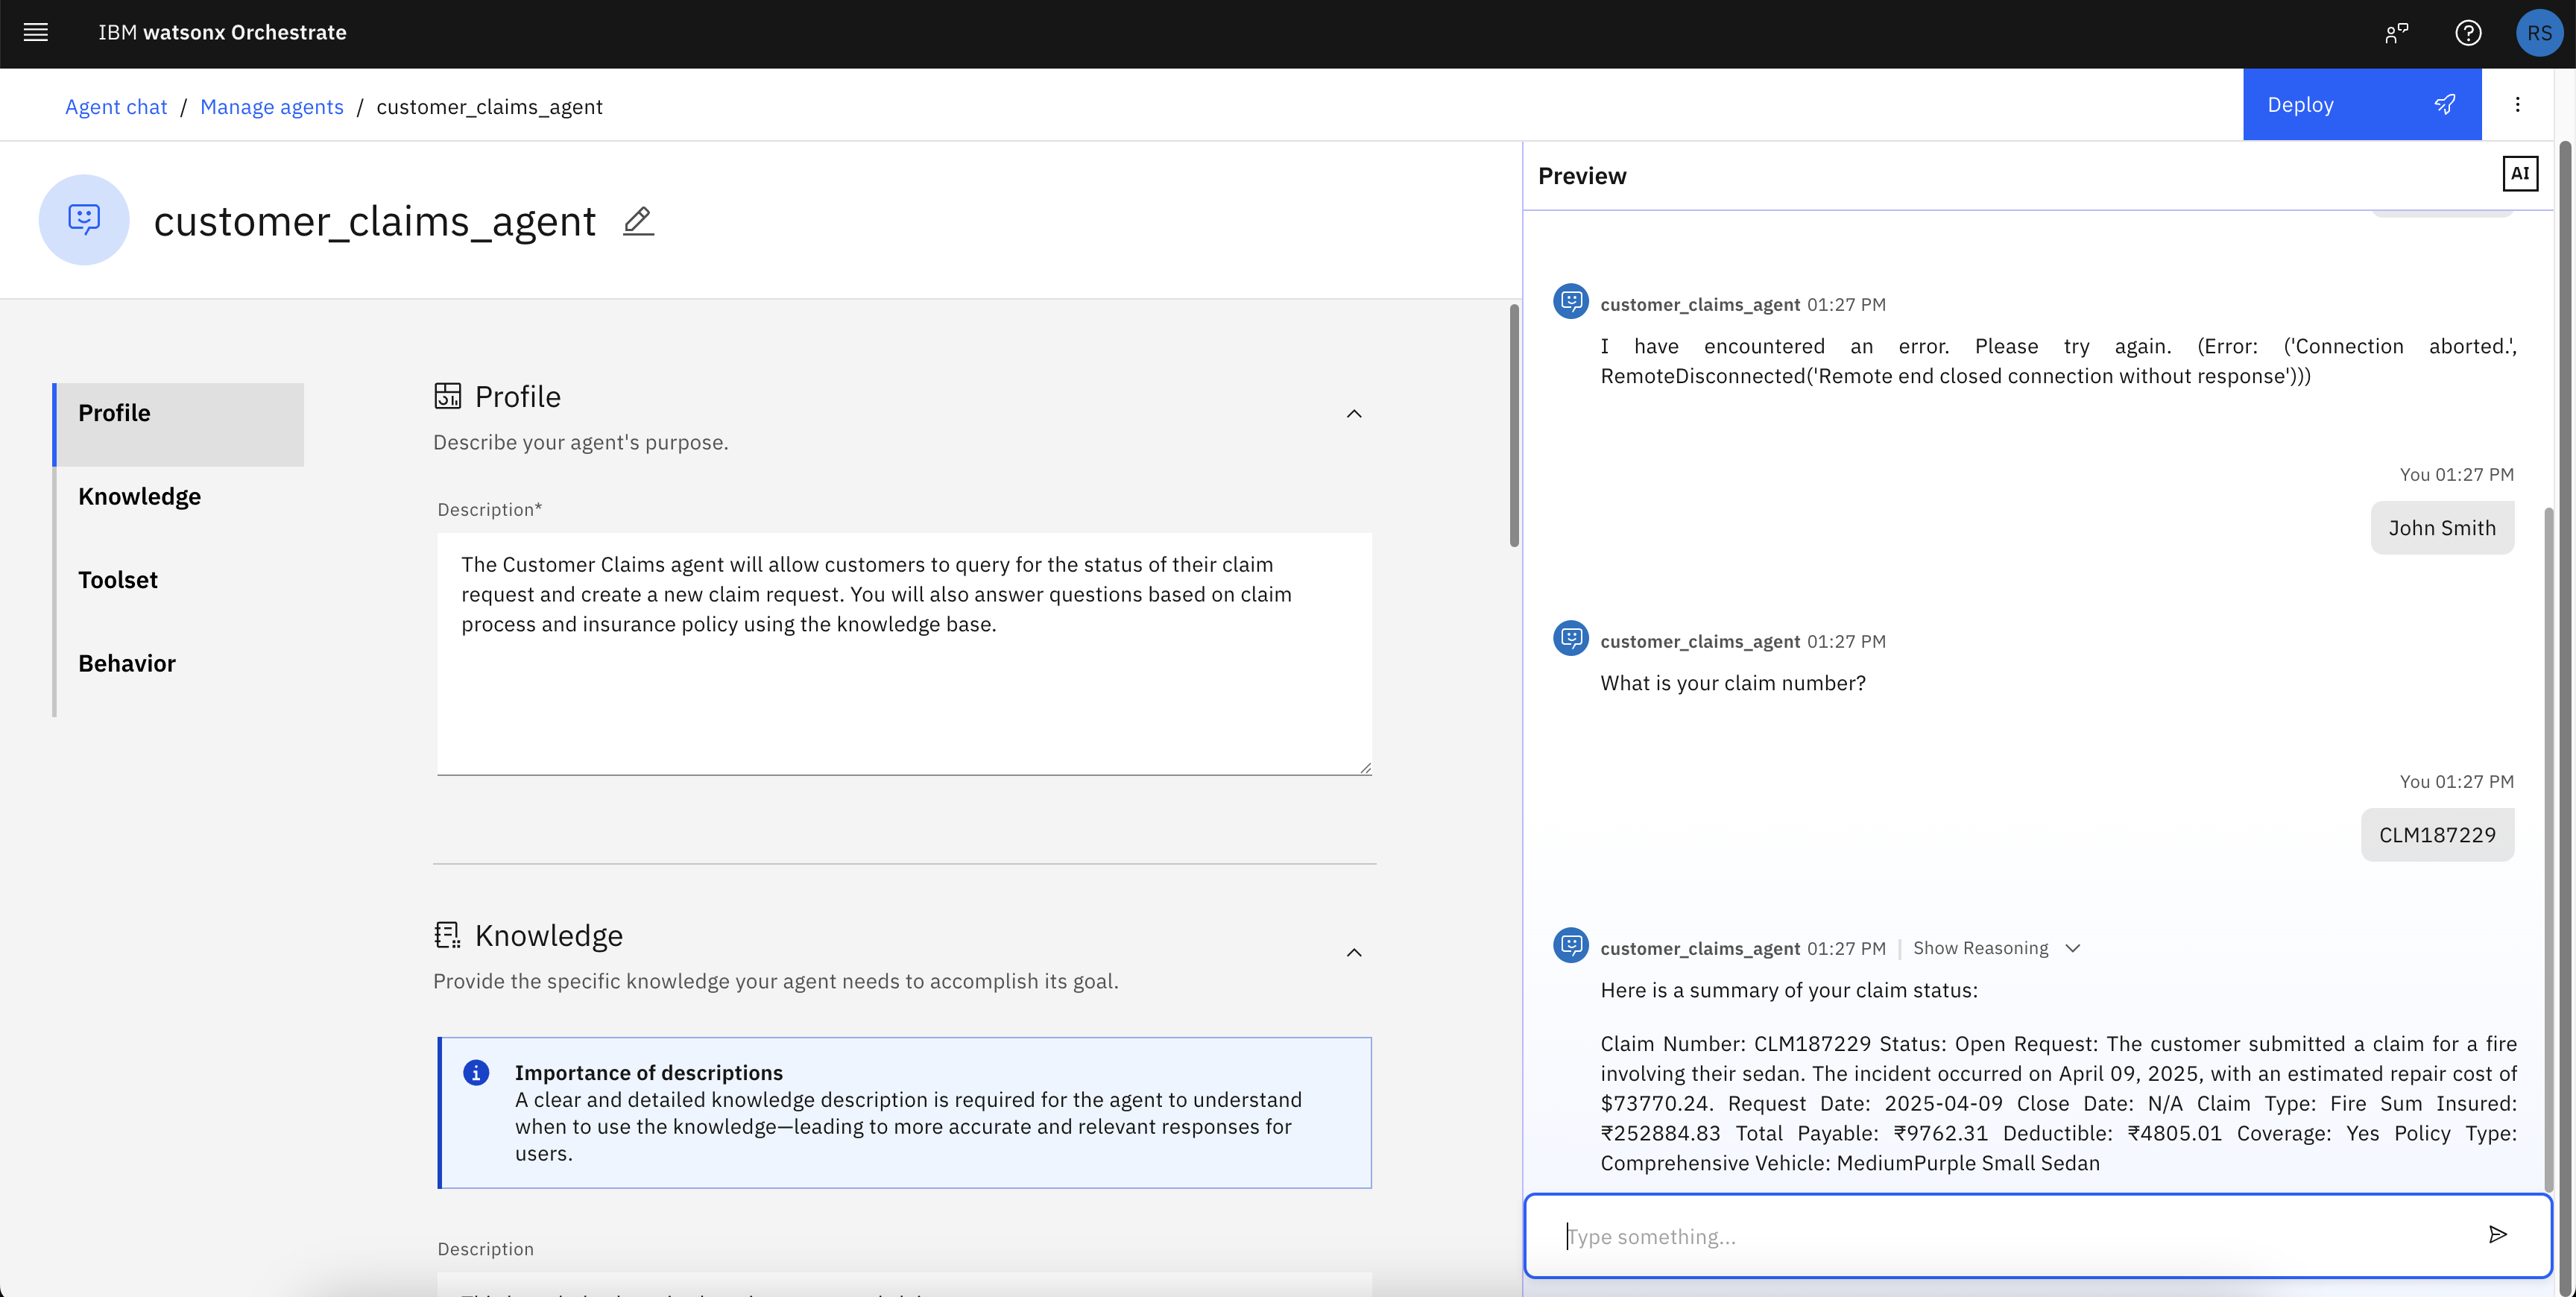 IBM watsonx Orchestrate
RS
Agent chat / Manage agents / customer_claims_agent
Deploy
customer_claims_agent
Profile
Knowledge
Toolset
Behavior
Profile
Describe your agent's purpose.
Description*
The Customer Claims agent will allow customers to query for the status of their claim
request and create a new claim request. You will also answer questions based on claim
process and insurance policy using the knowledge base.
Knowledge
Provide the specific knowledge your agent needs to accomplish its goal.
Importance of descriptions
A clear and detailed knowledge description is required for the agent to understand
when to use the knowledge—leading to more accurate and relevant responses for
users.
Description
Preview
AI
customer_claims_agent 01:27 PM
I have encountered an error. Please try again. (Error: ('Connection aborted.',
RemoteDisconnected('Remote end closed connection without response')))
You 01:27 PM
John Smith
customer_claims_agent 01:27 PM
What is your claim number?
You 01:27 PM
CLM187229
customer_claims_agent 01:27 PM | Show Reasoning
Here is a summary of your claim status:
Claim Number: CLM187229 Status: Open Request: The customer submitted a claim for a fire
involving their sedan. The incident occurred on April 09, 2025, with an estimated repair cost of
$73770.24. Request Date: 2025-04-09 Close Date: N/A Claim Type: Fire Sum Insured:
₹252884.83 Total Payable: ₹9762.31 Deductible: ₹4805.01 Coverage: Yes Policy Type:
Comprehensive Vehicle: MediumPurple Small Sedan
Type something...